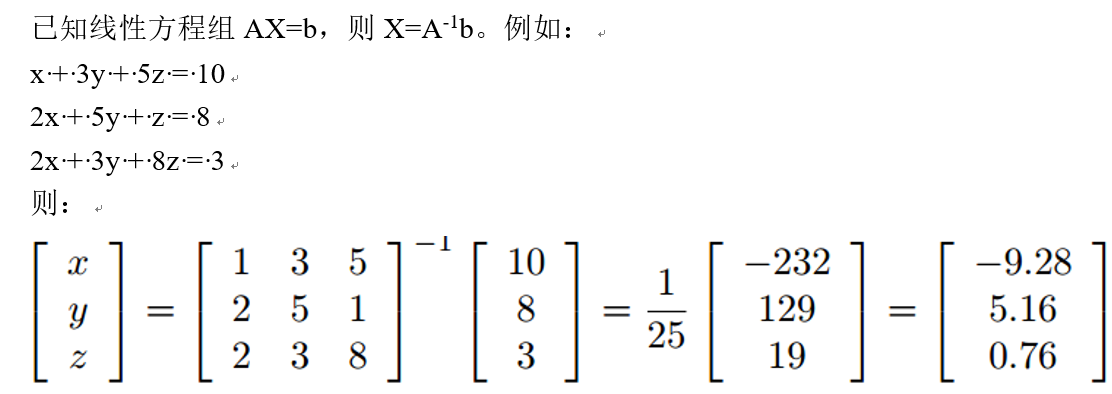 已知线性方程组 AX=b，则 X=A⁻¹b。例如：
x·+·3y·+·5z·=·10
2x·+·5y·+·z·=·8
2x·+·3y·+·8z·=·3
则：
[x y z] = [1 3 5; 2 5 1; 2 3 8]⁻¹ [10 8 3] = 1/25 [−232 129 19] = [−9.28 5.16 0.76]